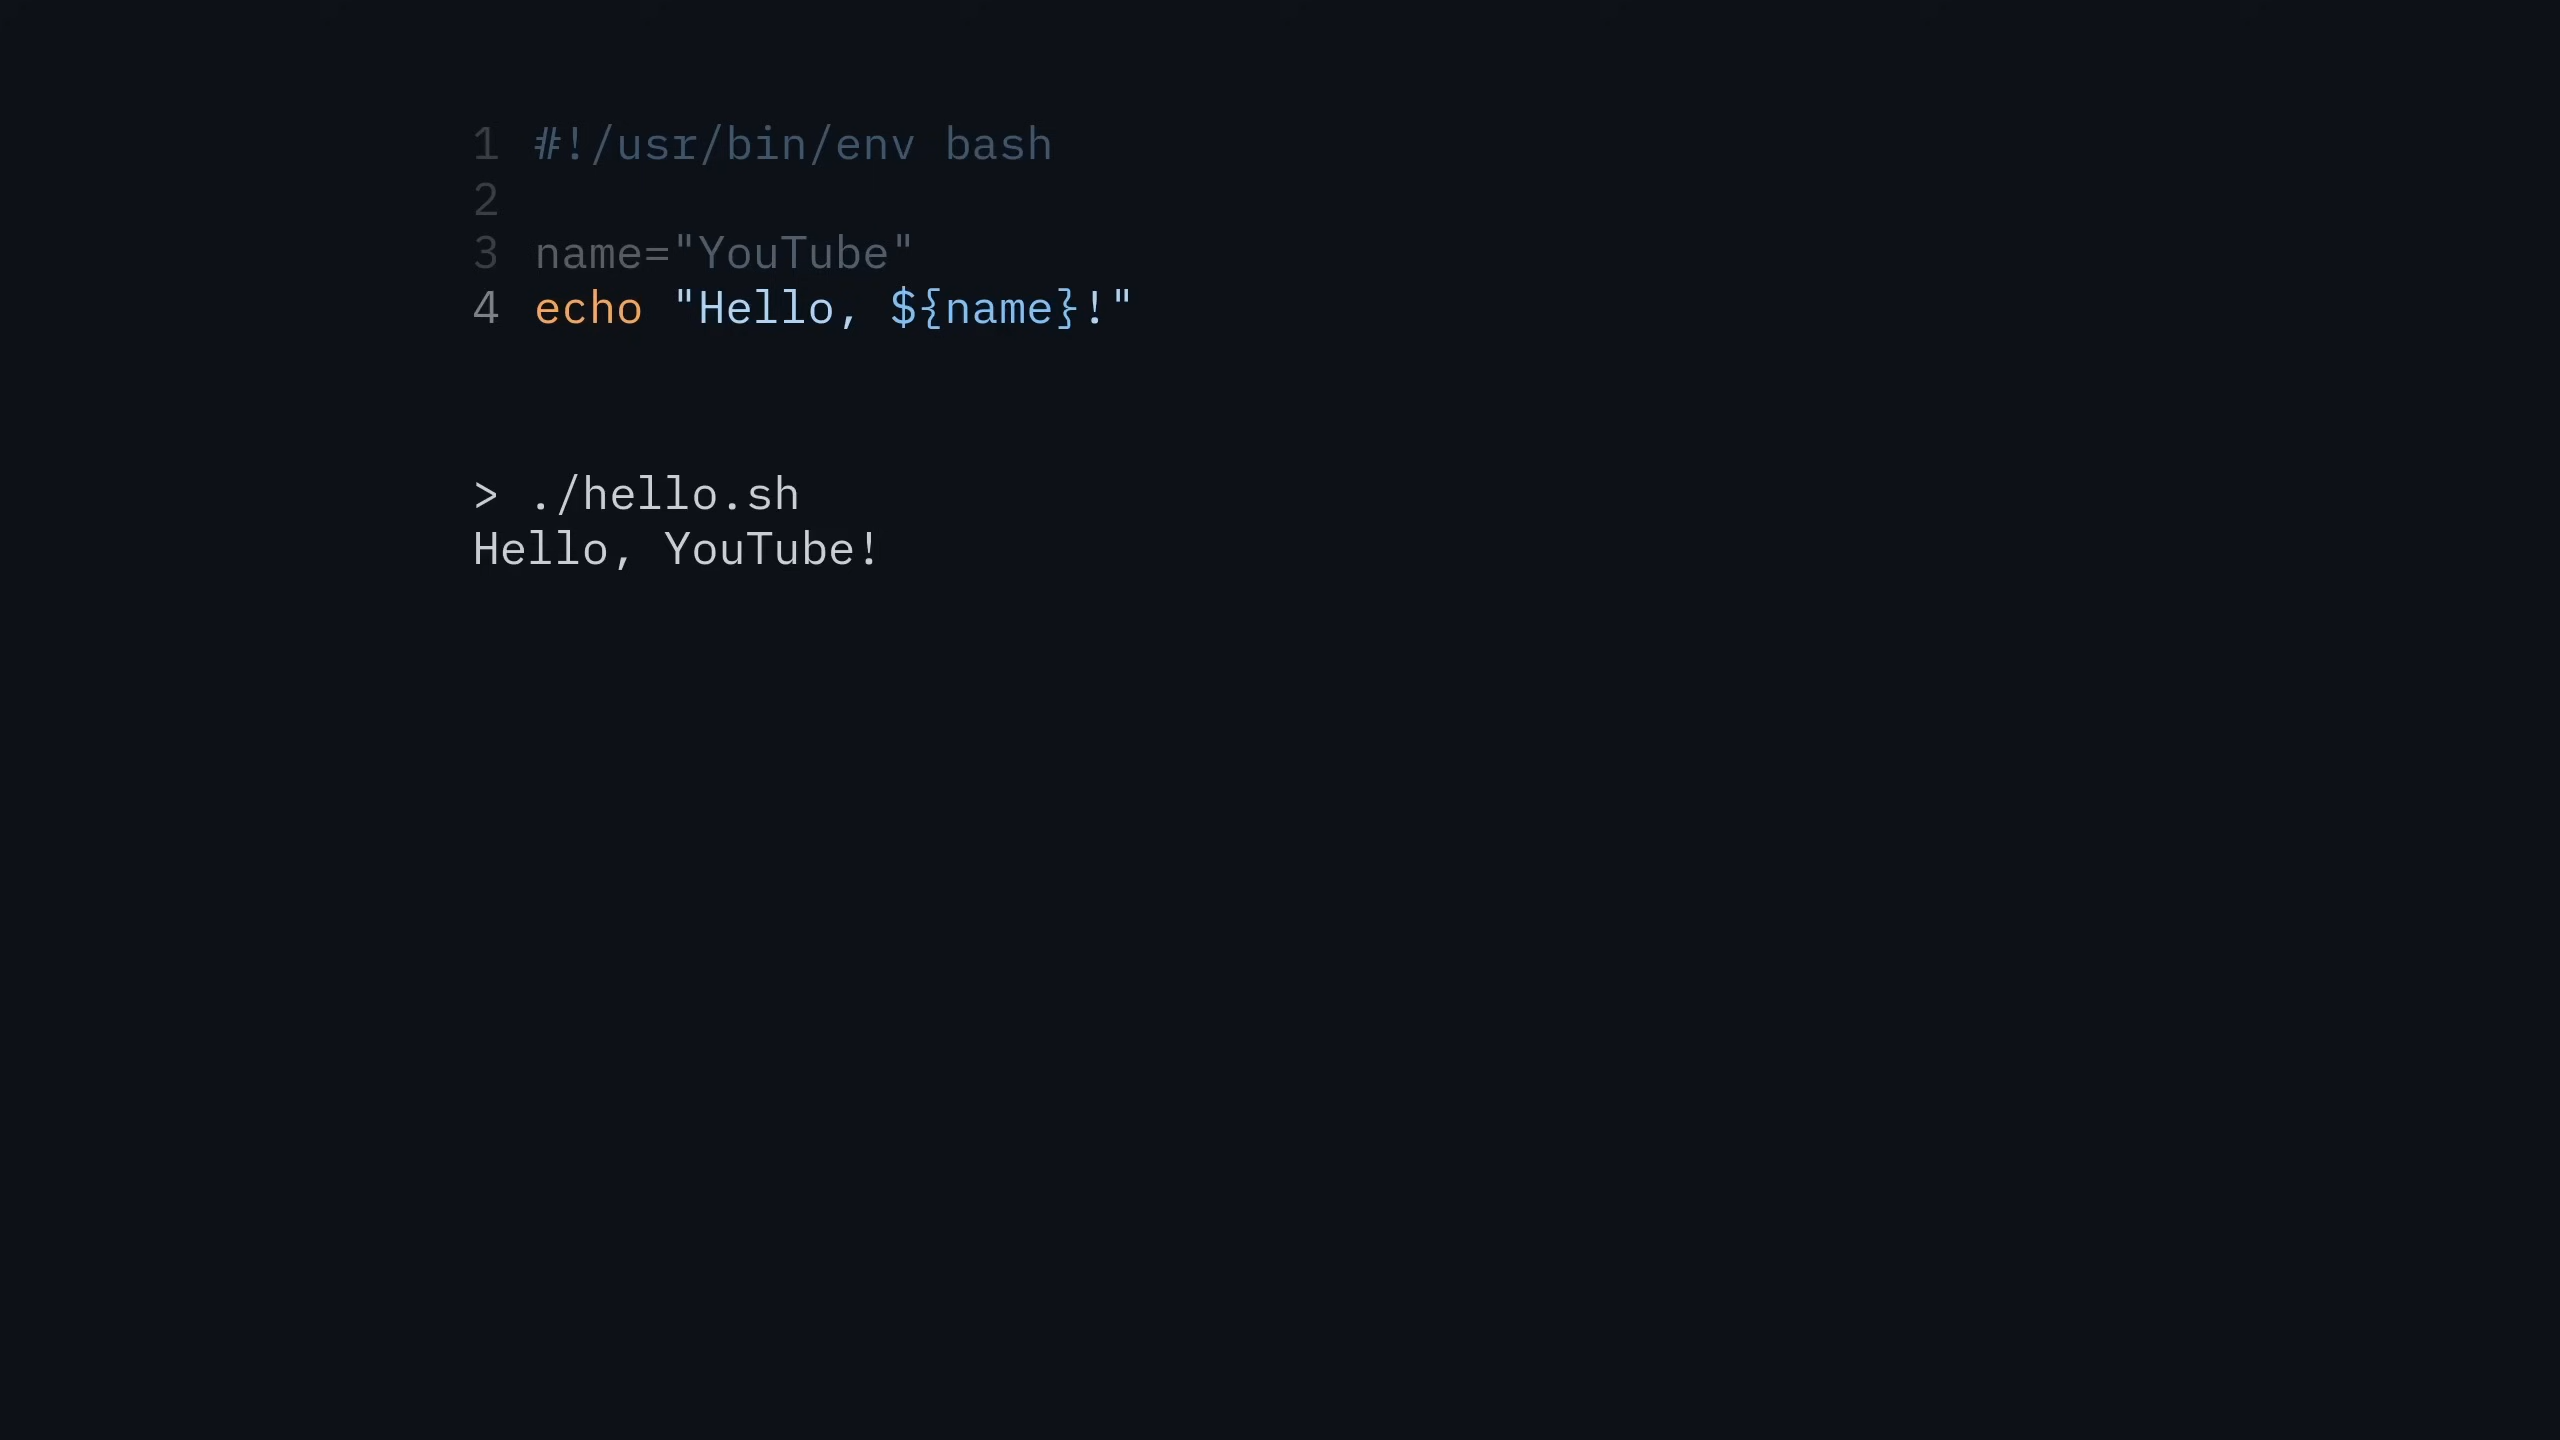 1 #!/usr/bin/env bash
2
3 name="YouTube"
4 echo "Hello, ${name}!"
> ./hello.sh
Hello, YouTube!